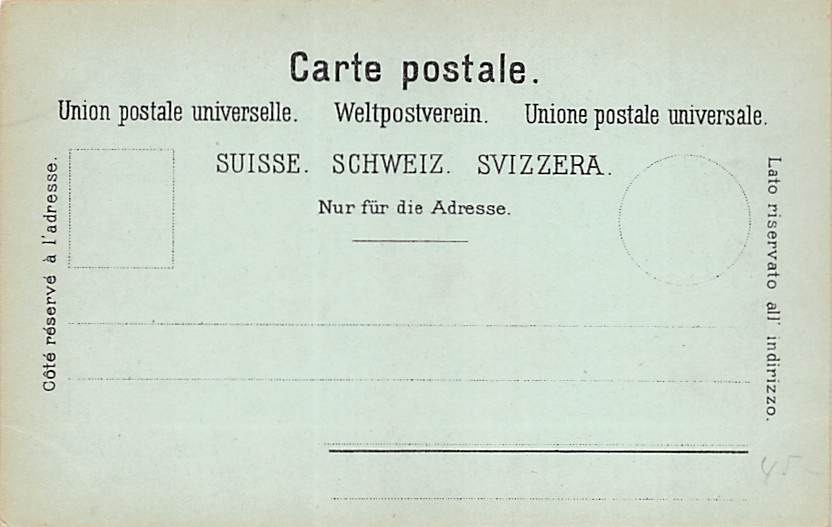 Carte postale.
Union postale universelle. Weltpostverein. Unione postale universale.
SUISSE. SCHWEIZ. SVIZZERA.
Nur für die Adresse.
Côté réservé à l'adresse.
Lato riservato all' indirizzo.
45-